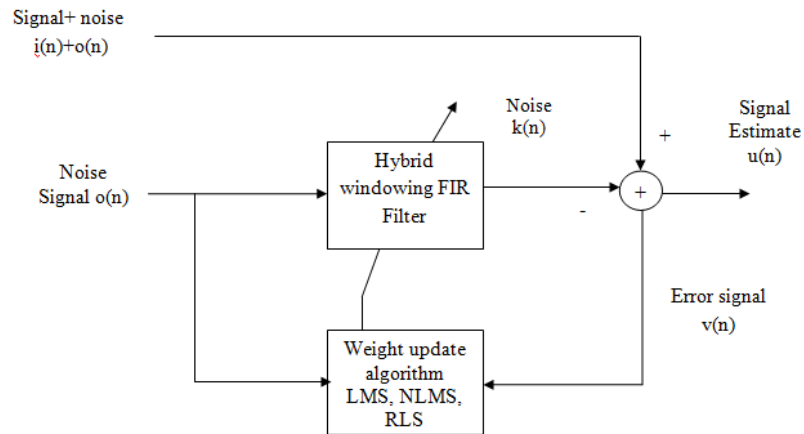 Signal+ noise
i(n)+o(n)
Noise
k(n)
Signal
Estimate
u(n)
+
Noise
Signal o(n)
Hybrid
windowing FIR
Filter
+
-
Error signal
v(n)
Weight update
algorithm
LMS, NLMS,
RLS